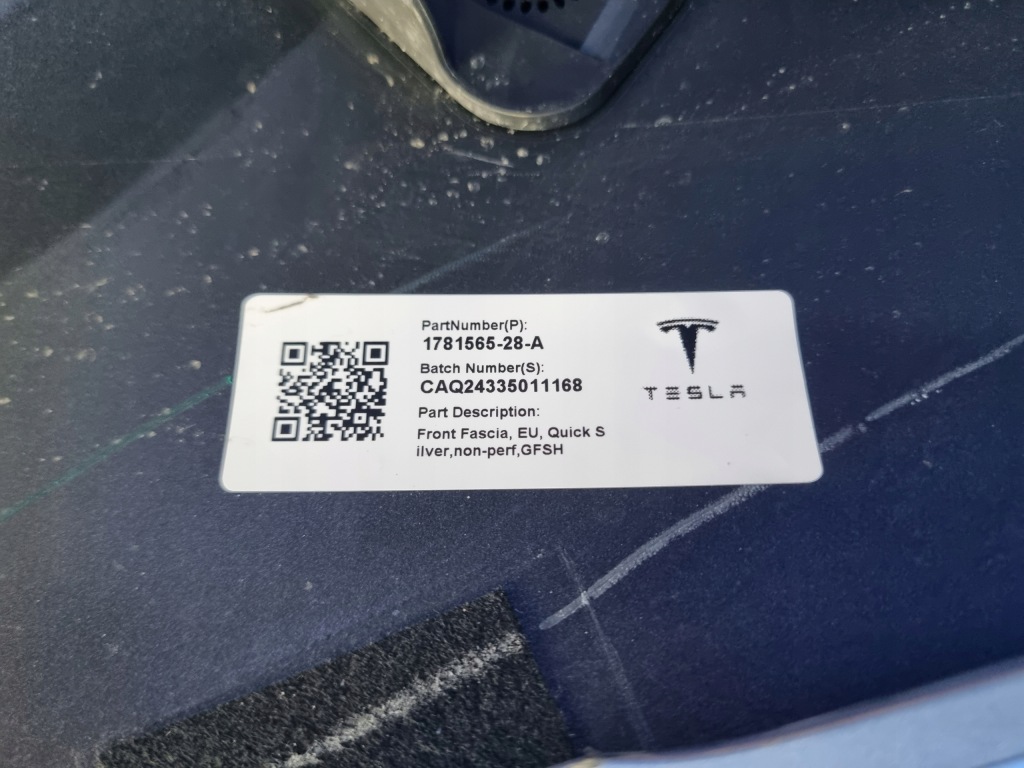 PartNumber(P):
1781565-28-A
Batch Number(S):
CAQ24335011168
Part Description:
Front Fascia, EU, Quick S
ilver,non-perf,GFSH
TESLA